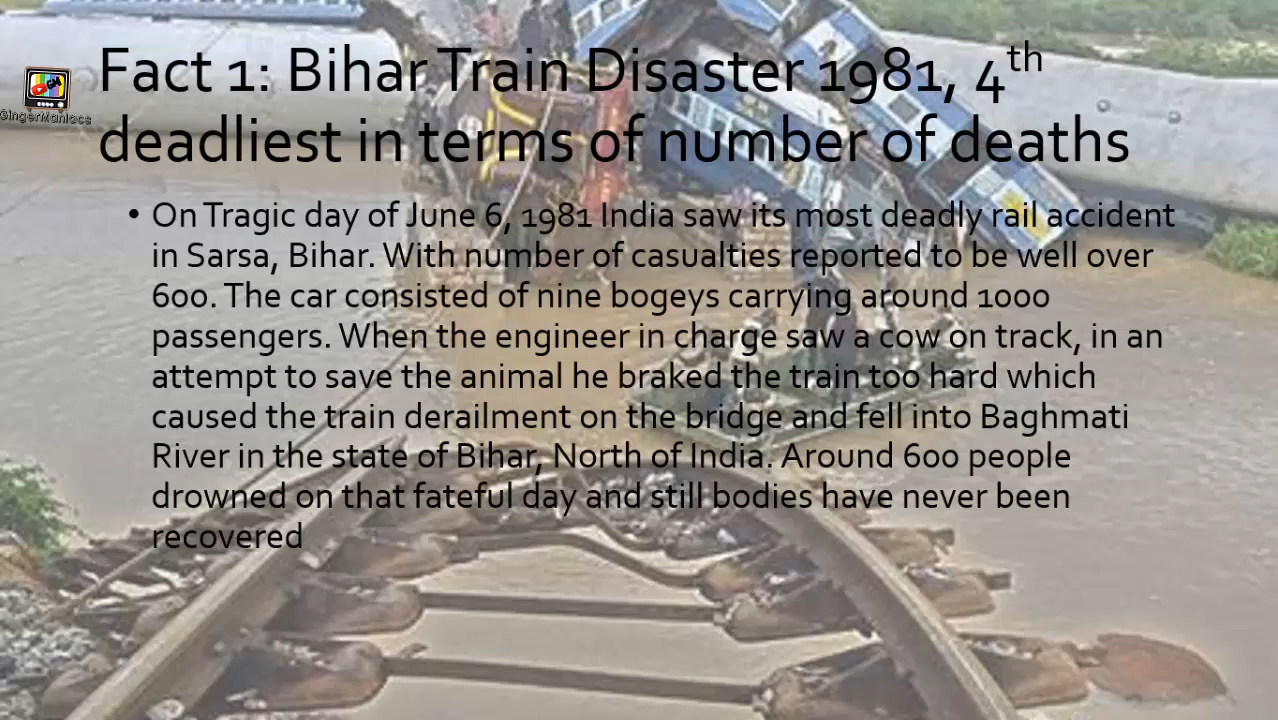 Fact 1: Bihar Train Disaster 1981, 4th
deadliest in terms of number of deaths
GingerManiacs
• On Tragic day of June 6, 1981 India saw its most deadly rail accident
in Sarsa, Bihar. With number of casualties reported to be well over
600. The car consisted of nine bogeys carrying around 1000
passengers. When the engineer in charge saw a cow on track, in an
attempt to save the animal he braked the train too hard which
caused the train derailment on the bridge and fell into Baghmati
River in the state of Bihar, North of India. Around 600 people
drowned on that fateful day and still bodies have never been
recovered